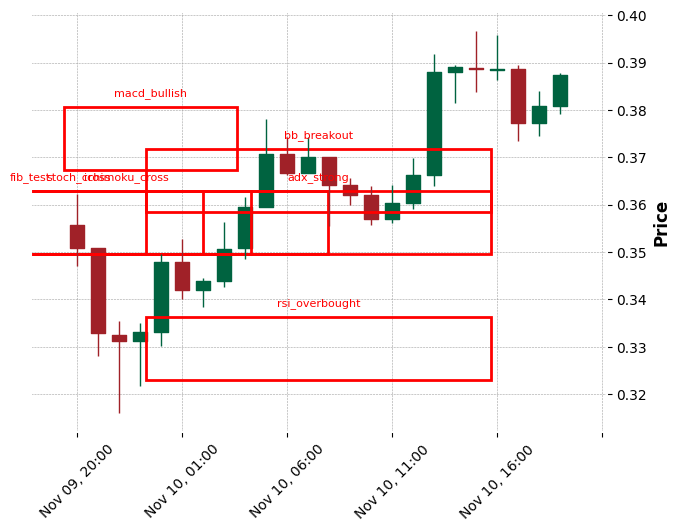 0.40
0.39
macd_bullish
0.38
bb_breakout
0.37
fib_test
stoch_cross
ichimoku_cross
adx_strong
0.36
Price
0.35
0.34
rsi_overbought
0.33
0.32
Nov 09, 20:00
Nov 10, 01:00
Nov 10, 06:00
Nov 10, 11:00
Nov 10, 16:00